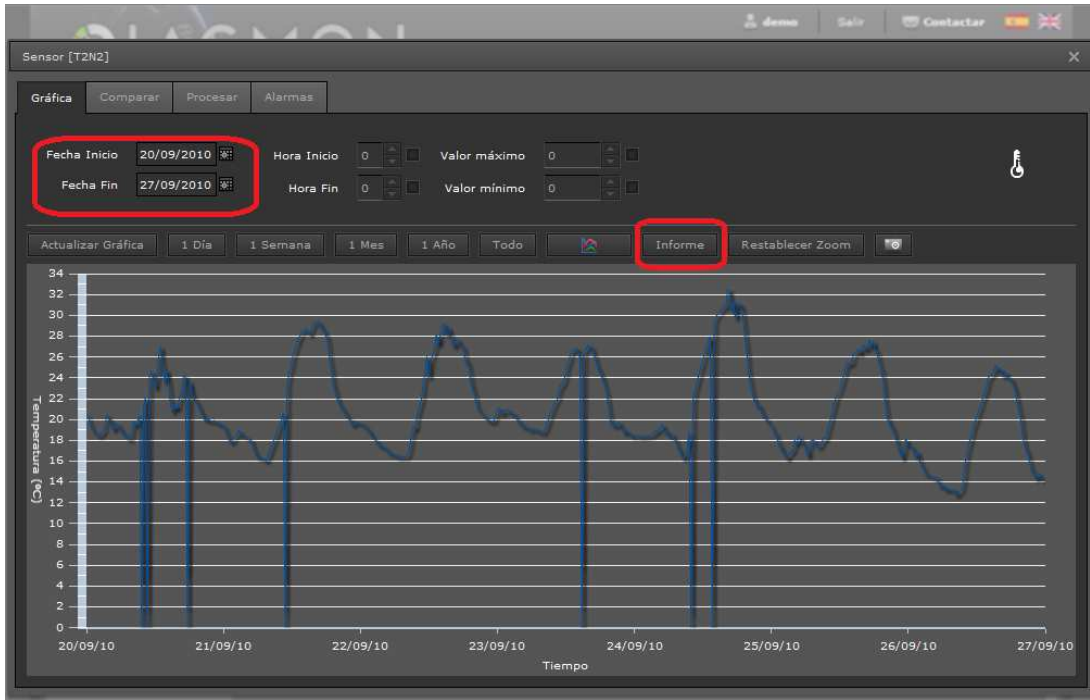 demo Salir Contactar
Sensor [T2N2]
Gráfica Comparar Procesar Alarmas
Fecha Inicio 20/09/2010 Hora Inicio 0 Valor máximo 0
Fecha Fin 27/09/2010 Hora Fin 0 Valor mínimo 0
Actualizar Gráfica 1 Día 1 Semana 1 Mes 1 Año Todo Informe Restablecer Zoom
34
32
30
28
26
24
22
20
18
16
14
12
10
8
6
4
2
0
Temperatura (ºC)
20/09/10 21/09/10 22/09/10 23/09/10 24/09/10 25/09/10 26/09/10 27/09/10
Tiempo